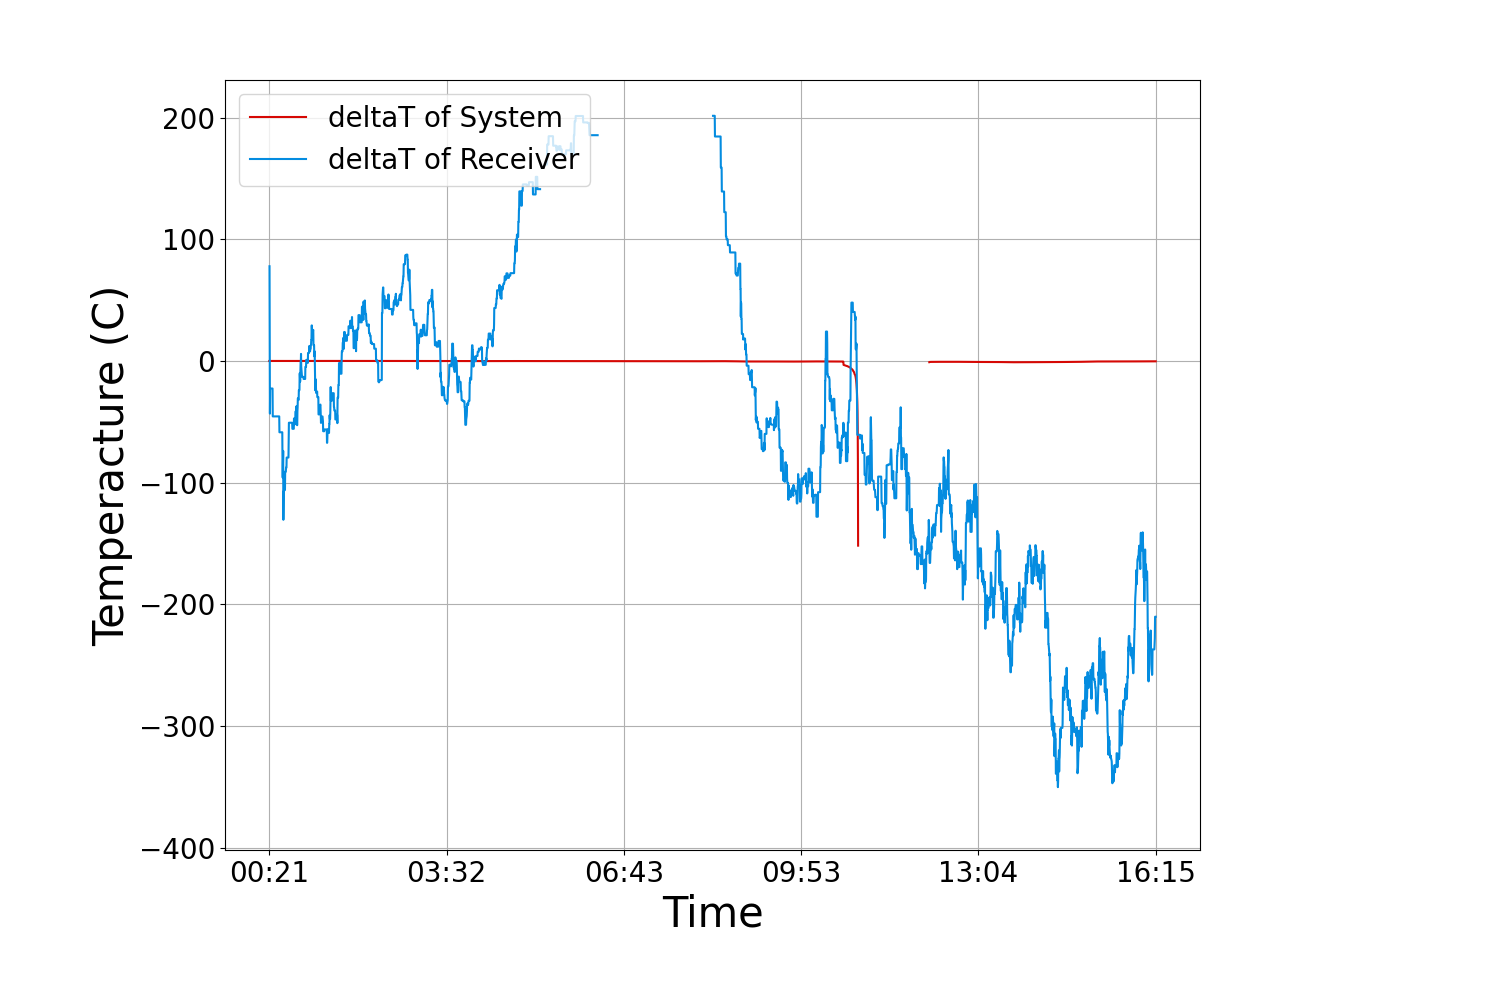 deltaT of System
deltaT of Receiver
200
100
0
−100
−200
−300
−400
Temperacture (C)
00:21 03:32 06:43 09:53 13:04 16:15
Time